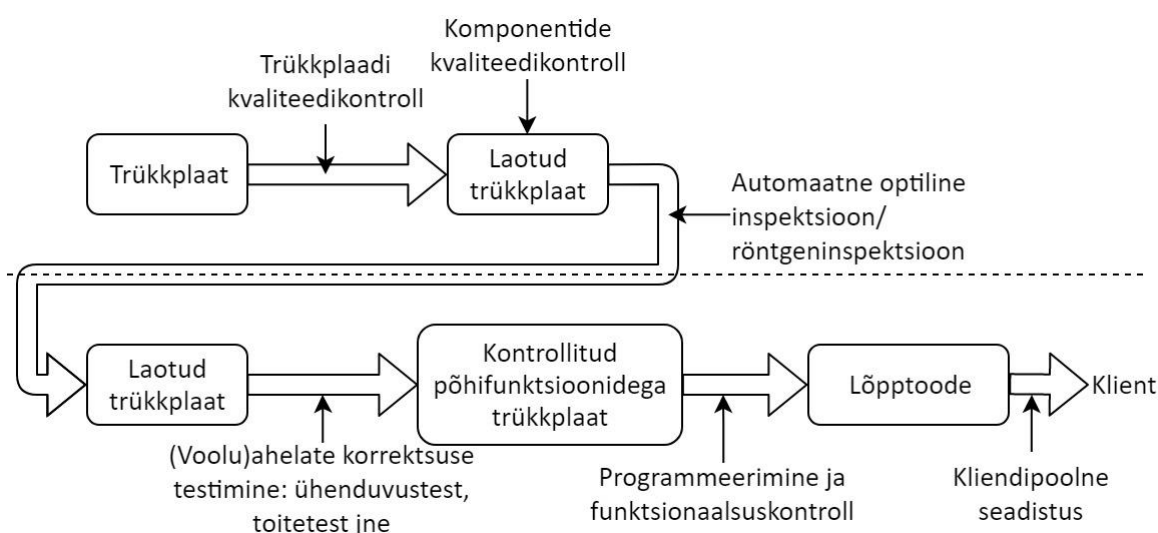 Komponentide
kvaliteedikontroll
Trükkplaadi
kvaliteedikontroll
Trükkplaat
Laotud
trükkplaat
Automaatne optiline
inspektsioon/
röntgeninspektsioon
Laotud
trükkplaat
Kontrollitud
põhifunktsioonidega
trükkplaat
Lõpptoode
Klient
(Voolu)ahelate korrektsuse
testimine: ühenduvustest,
toitetest jne
Programmeerimine ja
funktsionaalsuskontroll
Kliendipoolne
seadistus